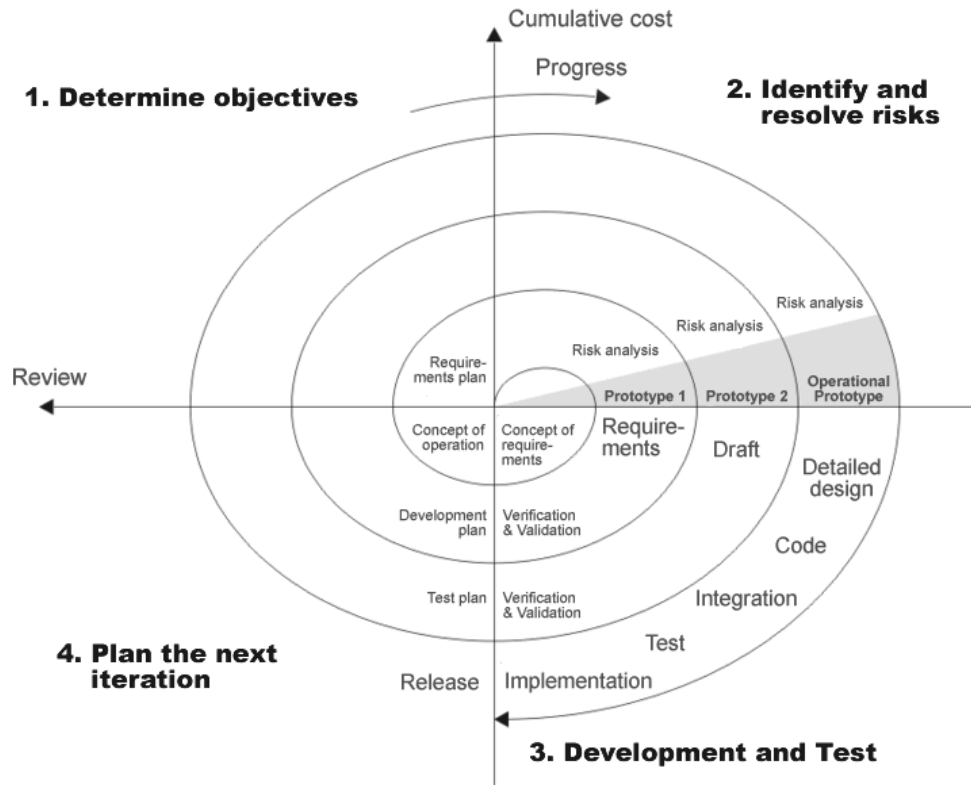 Cumulative cost
Progress
1. Determine objectives
2. Identify and
resolve risks
Risk analysis
Risk analysis
Risk analysis
Require-
ments plan
Review
Prototype 1
Prototype 2
Operational
Prototype
Concept of
operation
Concept of
require-
ments
Require-
ments
Draft
Detailed
design
Development
plan
Verification
& Validation
Code
Test plan
Verification
& Validation
Integration
Test
4. Plan the next
iteration
Release
Implementation
3. Development and Test